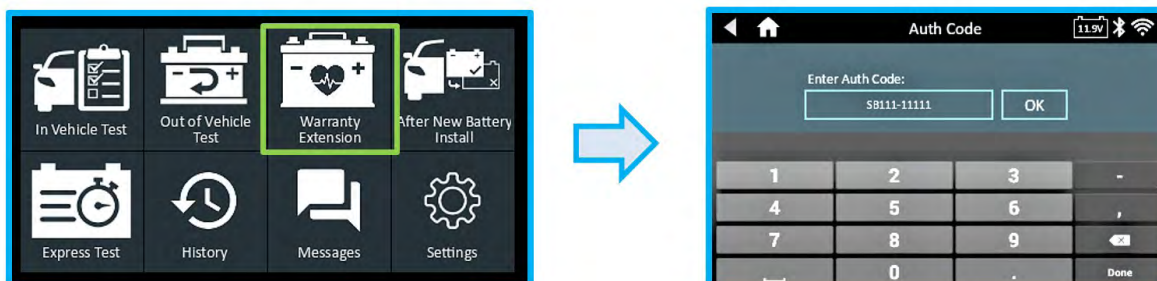 In Vehicle Test
Out of Vehicle
Test
Warranty
Extension
After New Battery
Install
Express Test
History
Messages
Settings
Auth Code
11.9V
Enter Auth Code:
SB111-11111
OK
1 2 3 -
4 5 6 ,
7 8 9
0 . Done